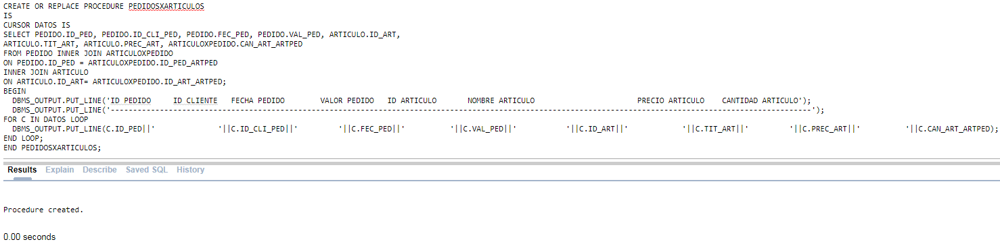 CREATE OR REPLACE PROCEDURE PEDIDOSXARTICULOS
IS
CURSOR DATOS IS
SELECT PEDIDO.ID_PED, PEDIDO.ID_CLI_PED, PEDIDO.FEC_PED, PEDIDO.VAL_PED, ARTICULO.ID_ART,
ARTICULO.TIT_ART, ARTICULO.PREC_ART, ARTICULOXPEDIDO.CAN_ART_ARTPED
FROM PEDIDO INNER JOIN ARTICULOXPEDIDO
ON PEDIDO.ID_PED = ARTICULOXPEDIDO.ID_PED_ARTPED
INNER JOIN ARTICULO
ON ARTICULO.ID_ART= ARTICULOXPEDIDO.ID_ART_ARTPED;
BEGIN
  DBMS_OUTPUT.PUT_LINE('ID PEDIDO     ID CLIENTE   FECHA PEDIDO        VALOR PEDIDO   ID ARTICULO       NOMBRE ARTICULO                       PRECIO ARTICULO    CANTIDAD ARTICULO');
  DBMS_OUTPUT.PUT_LINE('-------------------------------------------------------------------------------------------------------------------------------------------------------------');
FOR C IN DATOS LOOP
  DBMS_OUTPUT.PUT_LINE(C.ID_PED||'              '||C.ID_CLI_PED||'         '||C.FEC_PED||'          '||C.VAL_PED||'           '||C.ID_ART||'            '||C.TIT_ART||'         '||C.PREC_ART||'          '||C.CAN_ART_ARTPED);
END LOOP;
END PEDIDOSXARTICULOS;
Results Explain Describe Saved SQL History
Procedure created.
0.00 seconds